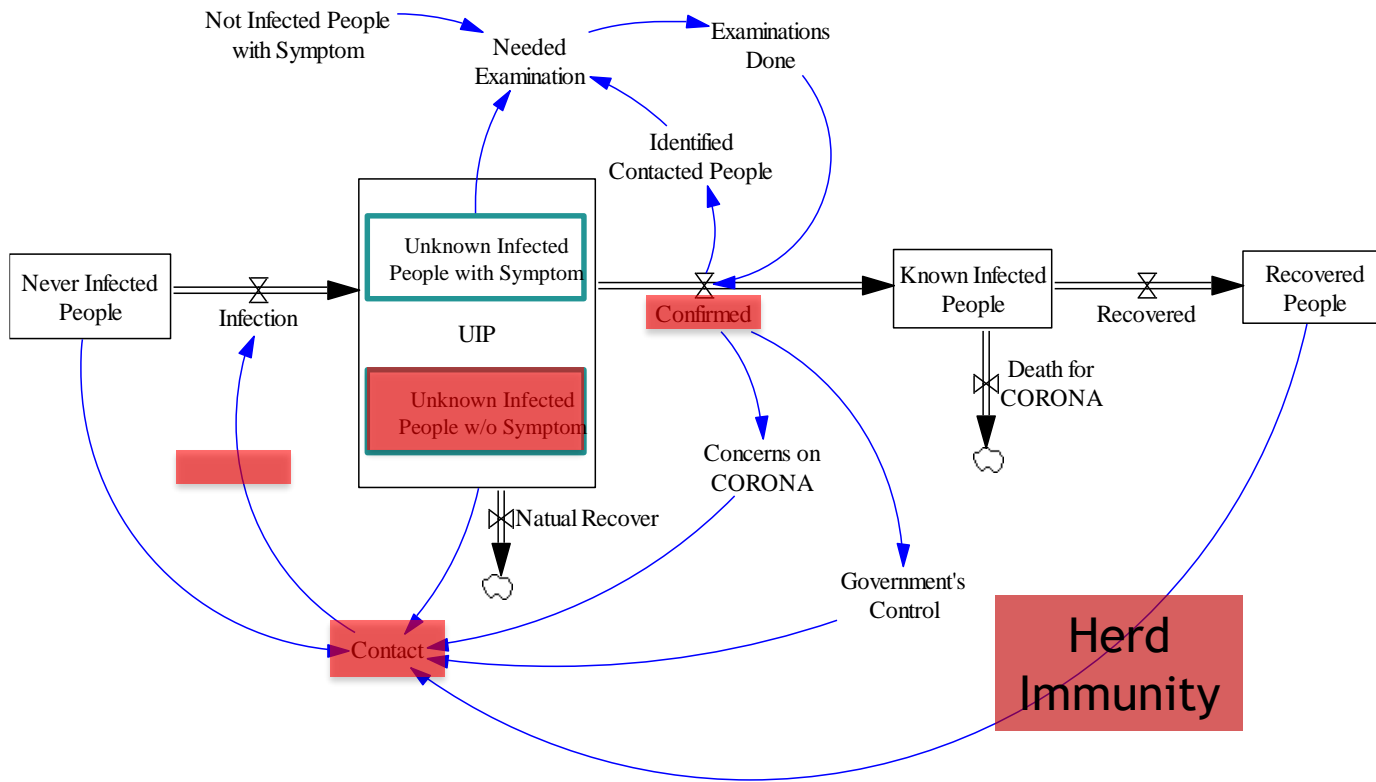 Not Infected People
with Symptom
Needed
Examination
Examinations
Done
Identified
Contacted People
Never Infected
People
Infection
Unknown Infected
People with Symptom
UIP
Unknown Infected
People w/o Symptom
Confirmed
Known Infected
People
Recovered
Recovered
People
Death for
CORONA
Concerns on
CORONA
Natual Recover
Government's
Control
Contact
Herd
Immunity